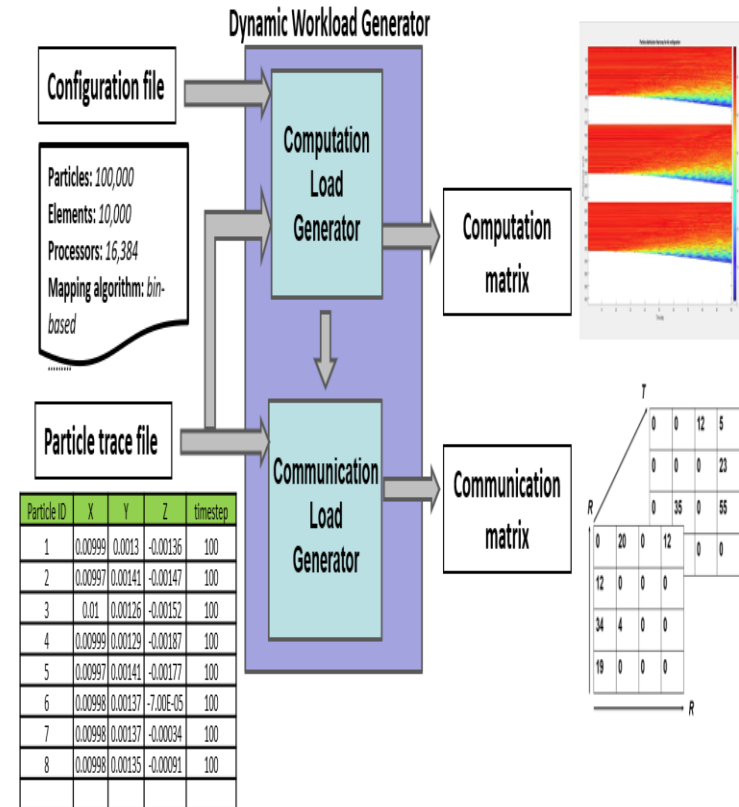 Dynamic Workload Generator
Configuration file
Particles: 100,000
Elements: 10,000
Processors: 16,384
Mapping algorithm: bin-
based
.........
Computation
Load
Generator
Computation
matrix
Particle trace file
Communication
Load
Generator
Communication
matrix
Particle ID X Y Z timestep
1 0.00999 0.0013 -0.00136 100
2 0.00997 0.00141 -0.00147 100
3 0.01 0.00126 -0.00152 100
4 0.00999 0.00129 -0.00187 100
5 0.00997 0.00141 -0.00177 100
6 0.00998 0.00137 -7.00E-05 100
7 0.00998 0.00137 -0.00034 100
8 0.00998 0.00135 -0.00091 100
T
0 0 12 5
0 0 0 23
0 35 0 55
0 0
R
0 20 0 12
12 0 0 0
34 4 0 0
19 0 0 0
R